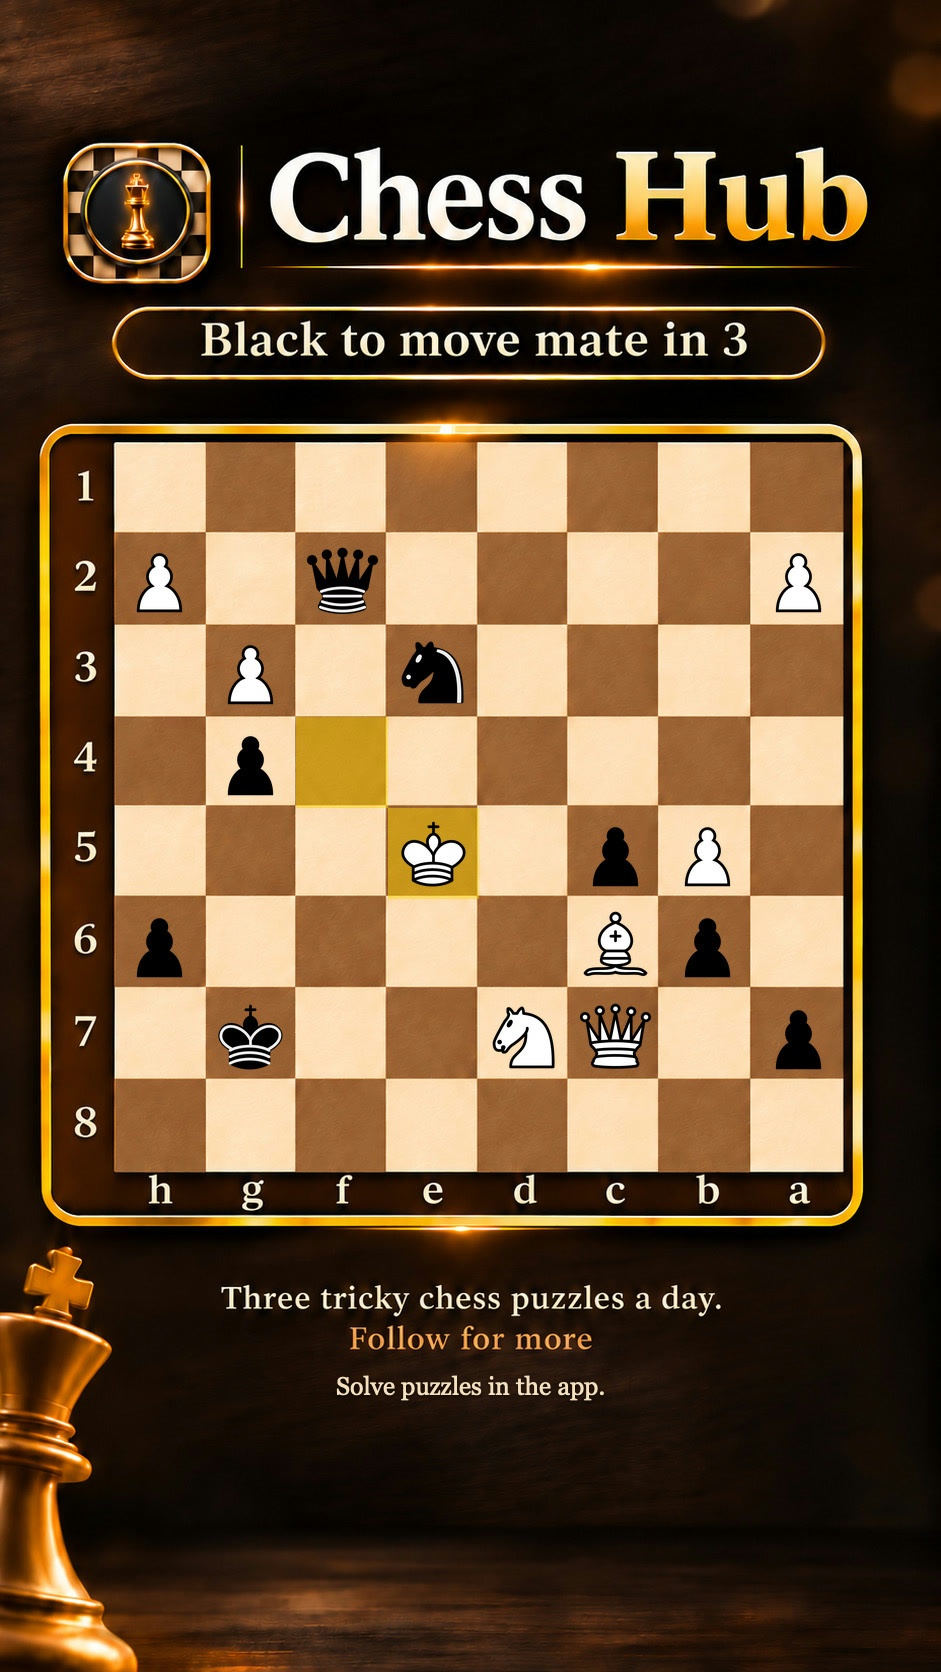 Chess Hub
Black to move mate in 3
1
2
3
4
5
6
7
8
h g f e d c b a
Three tricky chess puzzles a day.
Follow for more
Solve puzzles in the app.